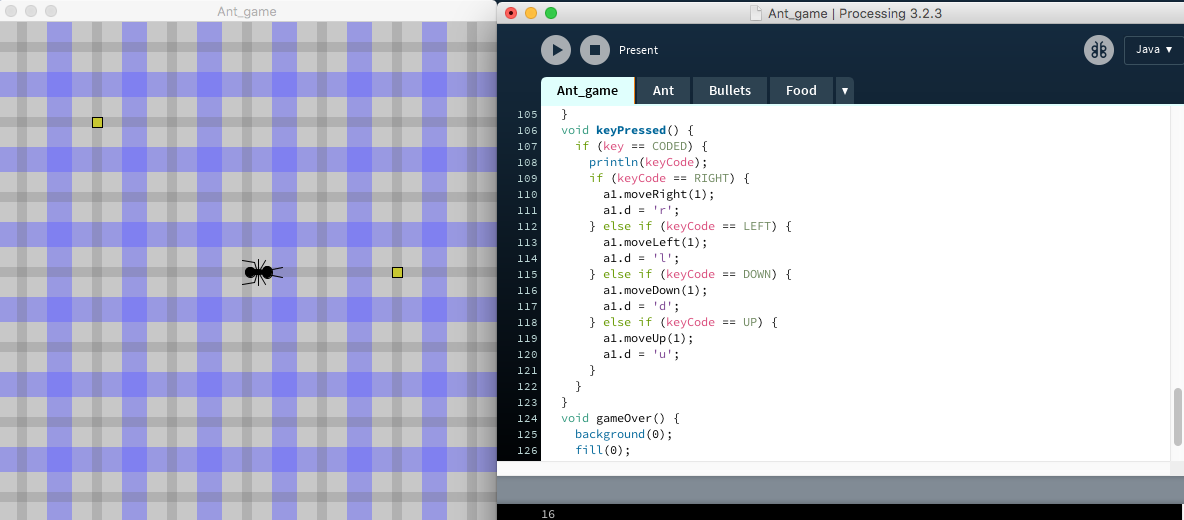 Ant_game
Ant_game | Processing 3.2.3
Present
Java ▼
Ant_game Ant Bullets Food ▼
105 }
106 void keyPressed() {
107 if (key == CODED) {
108 println(keyCode);
109 if (keyCode == RIGHT) {
110 a1.moveRight(1);
111 a1.d = 'r';
112 } else if (keyCode == LEFT) {
113 a1.moveLeft(1);
114 a1.d = 'l';
115 } else if (keyCode == DOWN) {
116 a1.moveDown(1);
117 a1.d = 'd';
118 } else if (keyCode == UP) {
119 a1.moveUp(1);
120 a1.d = 'u';
121 }
122 }
123 }
124 void gameOver() {
125 background(0);
126 fill(0);
16